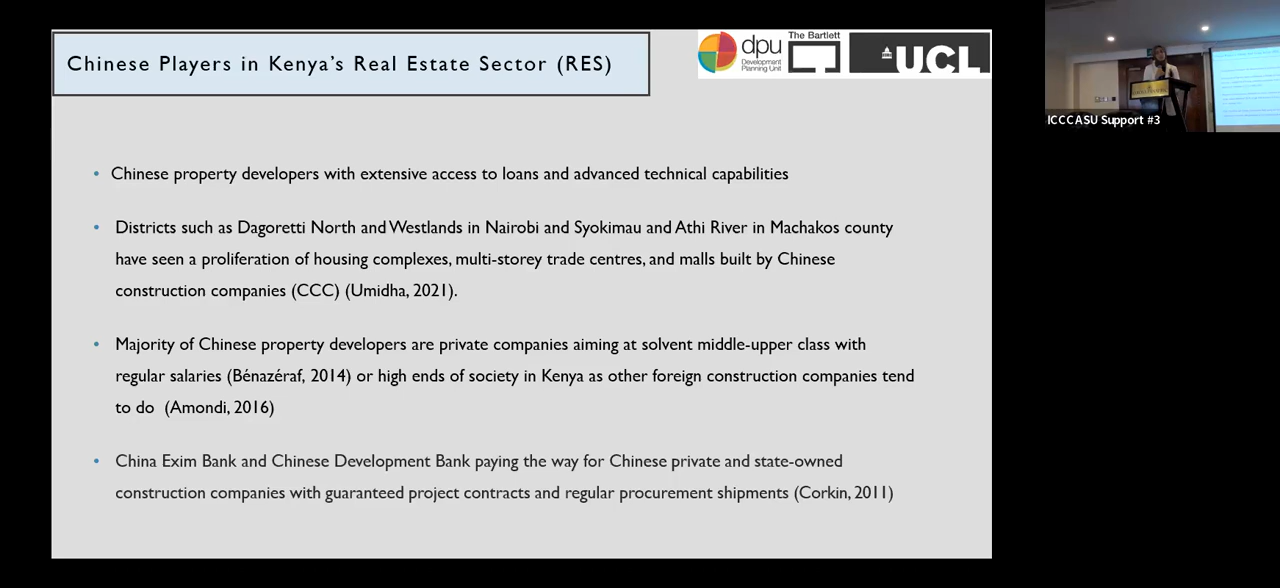 Chinese Players in Kenya's Real Estate Sector (RES)
dpu
Development
Planning Unit
The Bartlett
UCL
• Chinese property developers with extensive access to loans and advanced technical capabilities
• Districts such as Dagoretti North and Westlands in Nairobi and Syokimau and Athi River in Machakos county
have seen a proliferation of housing complexes, multi-storey trade centres, and malls built by Chinese
construction companies (CCC) (Umidha, 2021).
• Majority of Chinese property developers are private companies aiming at solvent middle-upper class with
regular salaries (Bénazéraf, 2014) or high ends of society in Kenya as other foreign construction companies tend
to do (Amondi, 2016)
• China Exim Bank and Chinese Development Bank paying the way for Chinese private and state-owned
construction companies with guaranteed project contracts and regular procurement shipments (Corkin, 2011)
ICCCASU Support #3